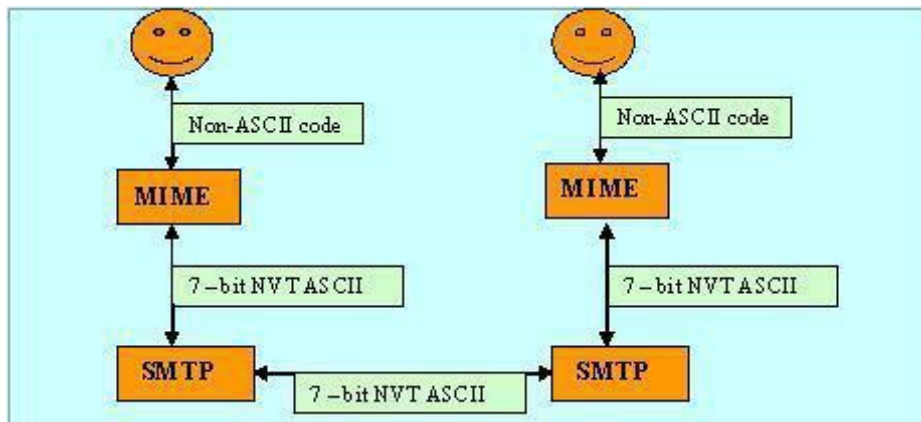 Non-ASCII code
Non-ASCII code
MIME
MIME
7-bit NVT ASCII
7-bit NVT ASCII
SMTP
SMTP
7-bit NVT ASCII